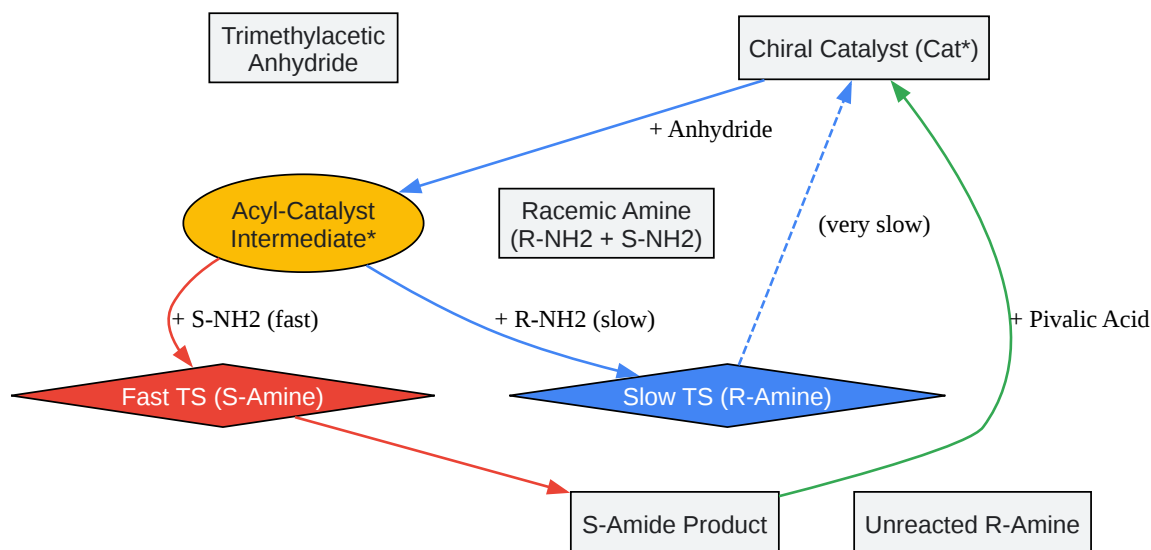 Trimethylacetic
Anhydride
Chiral Catalyst (Cat*)
+ Anhydride
Acyl-Catalyst
Intermediate*
Racemic Amine
(R-NH2 + S-NH2)
(very slow)
+ S-NH2 (fast)
+ R-NH2 (slow)
+ Pivalic Acid
Fast TS (S-Amine)
Slow TS (R-Amine)
S-Amide Product
Unreacted R-Amine